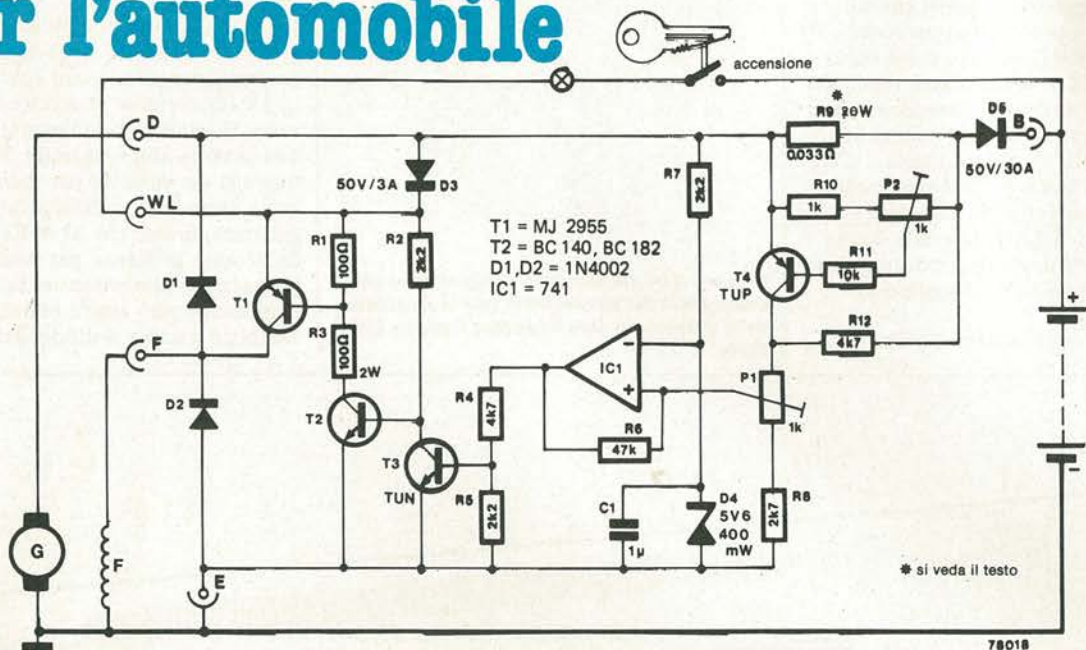 r l'automobile
accensione
D
WL
F
E
B
G
F
D1
D2
50V/3A
D3
T1
R1
100Ω
R2
2k2
R3
100Ω
2W
T2
T3
TUN
T1 = MJ 2955
T2 = BC 140, BC 182
D1,D2 = 1N4002
IC1 = 741
R4
4k7
R5
2k2
IC1
-
+
R6
47k
R7
2k2
C1
1µ
D4
5V6
400
mW
*
R9 20W
0.033Ω
R10
1k
P2
1k
R11
10k
T4
TUP
R12
4k7
P1
1k
R8
2k7
50V/30A
+
-
* si veda il testo
78018